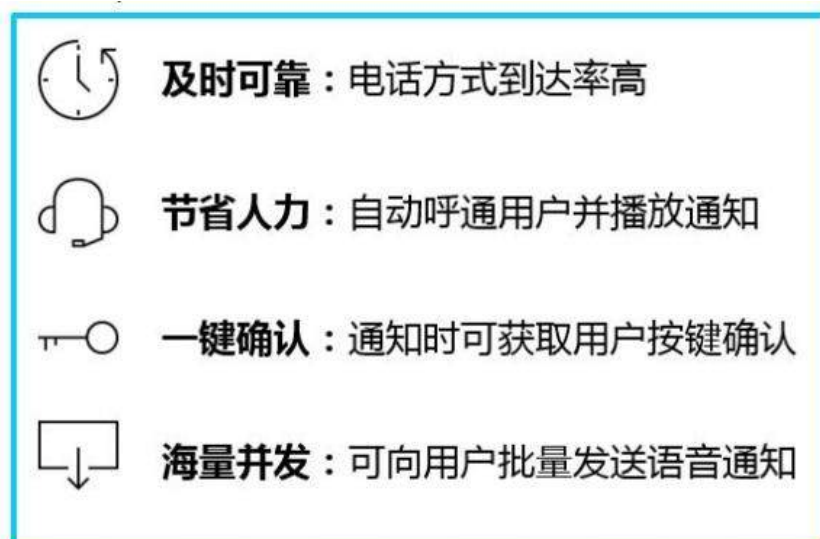 及时可靠：电话方式到达率高
节省人力：自动呼通用户并播放通知
一键确认：通知时可获取用户按键确认
海量并发：可向用户批量发送语音通知